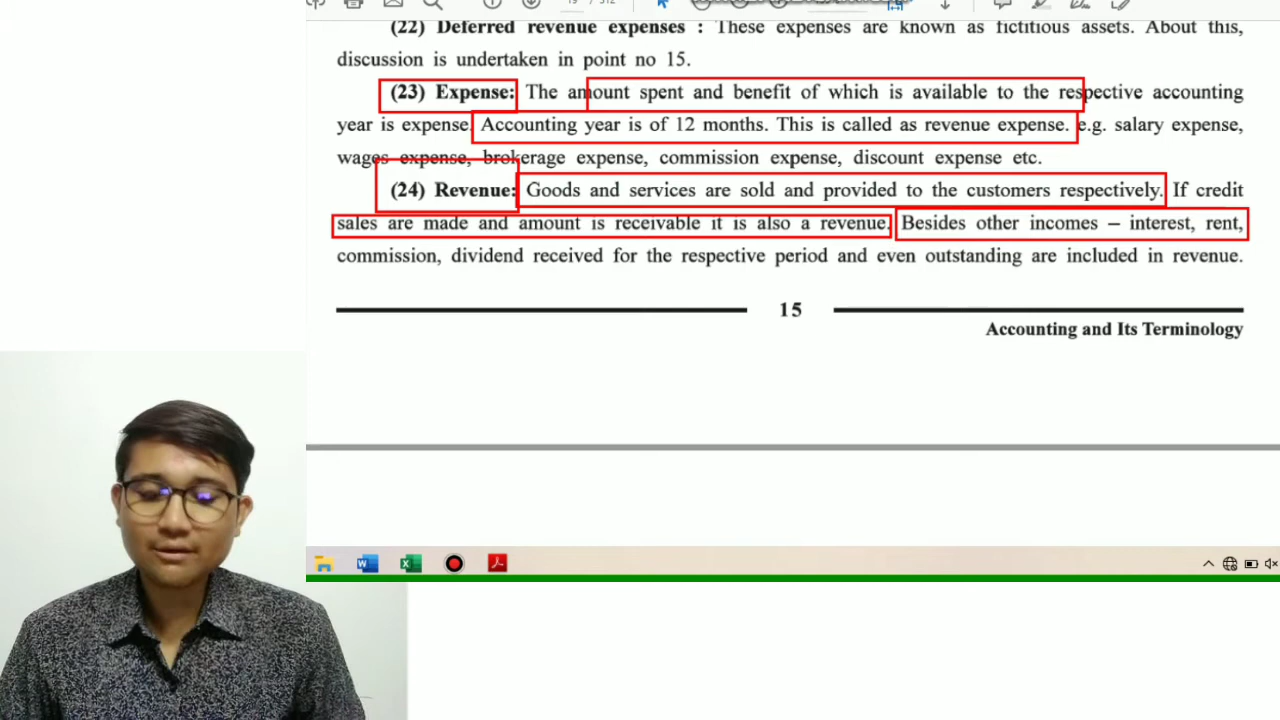 (22) Deferred revenue expenses : These expenses are known as fictitious assets. About this,
discussion is undertaken in point no 15.
(23) Expense: The amount spent and benefit of which is available to the respective accounting
year is expense. Accounting year is of 12 months. This is called as revenue expense. e.g. salary expense,
wages expense, brokerage expense, commission expense, discount expense etc.
(24) Revenue: Goods and services are sold and provided to the customers respectively. If credit
sales are made and amount is receivable it is also a revenue. Besides other incomes – interest, rent,
commission, dividend received for the respective period and even outstanding are included in revenue.
15
Accounting and Its Terminology